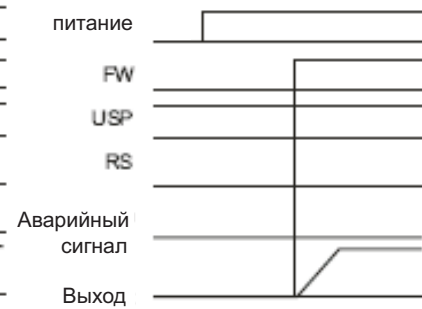 питание
FW
USP
RS
Аварийный
сигнал
Выход